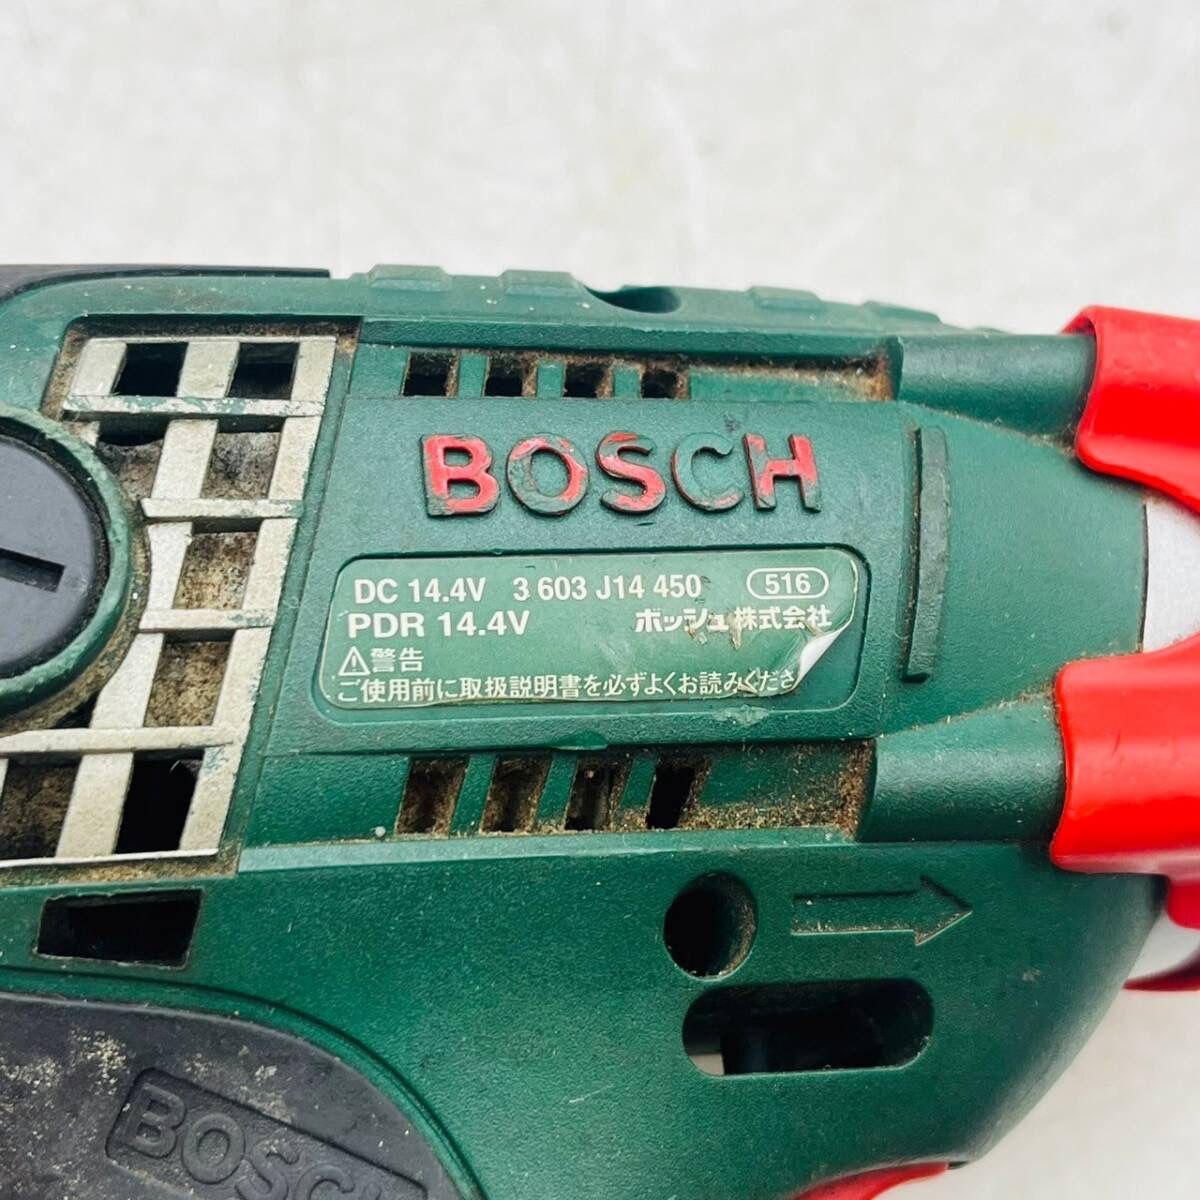 BOSCH
DC 14.4V 3 603 J14 450 516
PDR 14.4V ボッシュ株式会社
⚠警告
ご使用前に取扱説明書を必ずよくお読みくださ
BOSCH